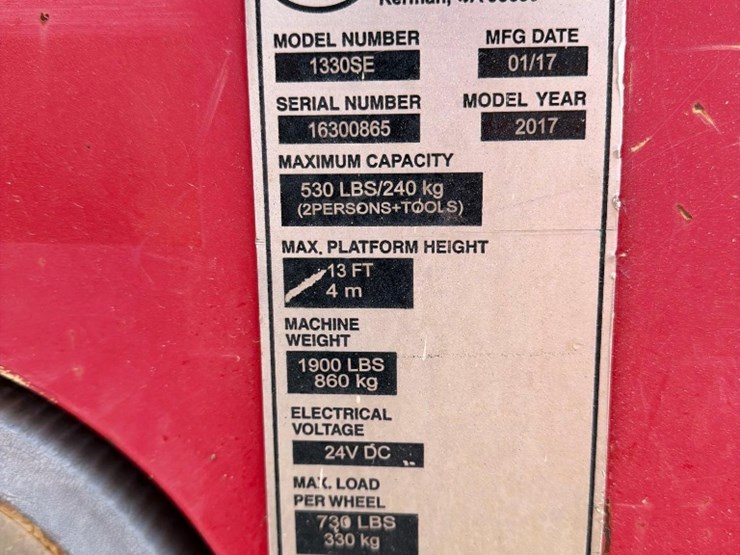 MODEL NUMBER MFG DATE
1330SE 01/17
SERIAL NUMBER MODEL YEAR
16300865 2017
MAXIMUM CAPACITY
530 LBS/240 kg
(2PERSONS+TOOLS)
MAX. PLATFORM HEIGHT
13 FT
4 m
MACHINE
WEIGHT
1900 LBS
860 kg
ELECTRICAL
VOLTAGE
24V DC
MAX. LOAD
PER WHEEL
730 LBS
330 kg